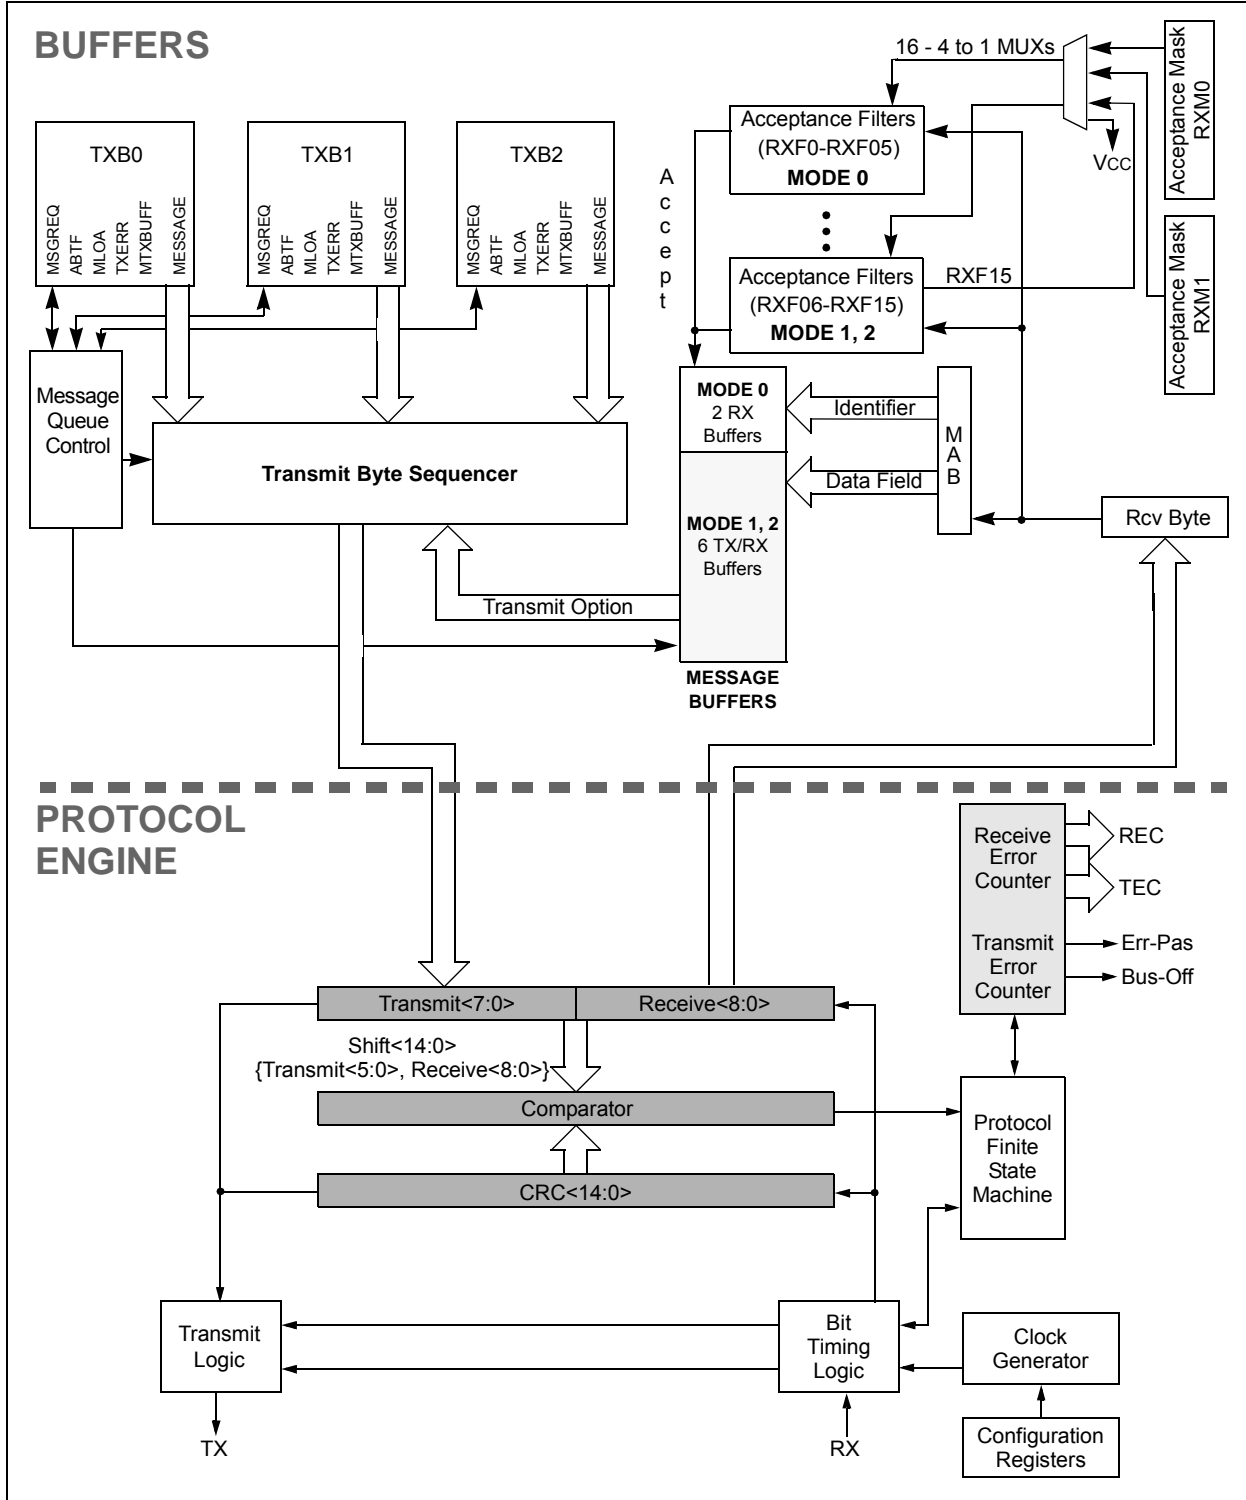 BUFFERS
16 - 4 to 1 MUXs
Acceptance Mask
RXM0
VCC
Acceptance Mask
RXM1
TXB0
MSGREQ
ABTF
MLOA
TXERR
MTXBUFF
MESSAGE
TXB1
MSGREQ
ABTF
MLOA
TXERR
MTXBUFF
MESSAGE
TXB2
MSGREQ
ABTF
MLOA
TXERR
MTXBUFF
MESSAGE
Accept
Acceptance Filters
(RXF0-RXF05)
MODE 0
Acceptance Filters
(RXF06-RXF15)
MODE 1, 2
RXF15
Message
Queue
Control
Transmit Byte Sequencer
MODE 0
2 RX
Buffers
MODE 1, 2
6 TX/RX
Buffers
MESSAGE
BUFFERS
Identifier
Data Field
MAB
Rcv Byte
Transmit Option
PROTOCOL
ENGINE
Receive
Error
Counter
Transmit
Error
Counter
REC
TEC
Err-Pas
Bus-Off
Transmit<7:0>
Receive<8:0>
Shift<14:0>
{Transmit<5:0>, Receive<8:0>}
Comparator
CRC<14:0>
Protocol
Finite
State
Machine
Transmit
Logic
Bit
Timing
Logic
Clock
Generator
Configuration
Registers
TX
RX